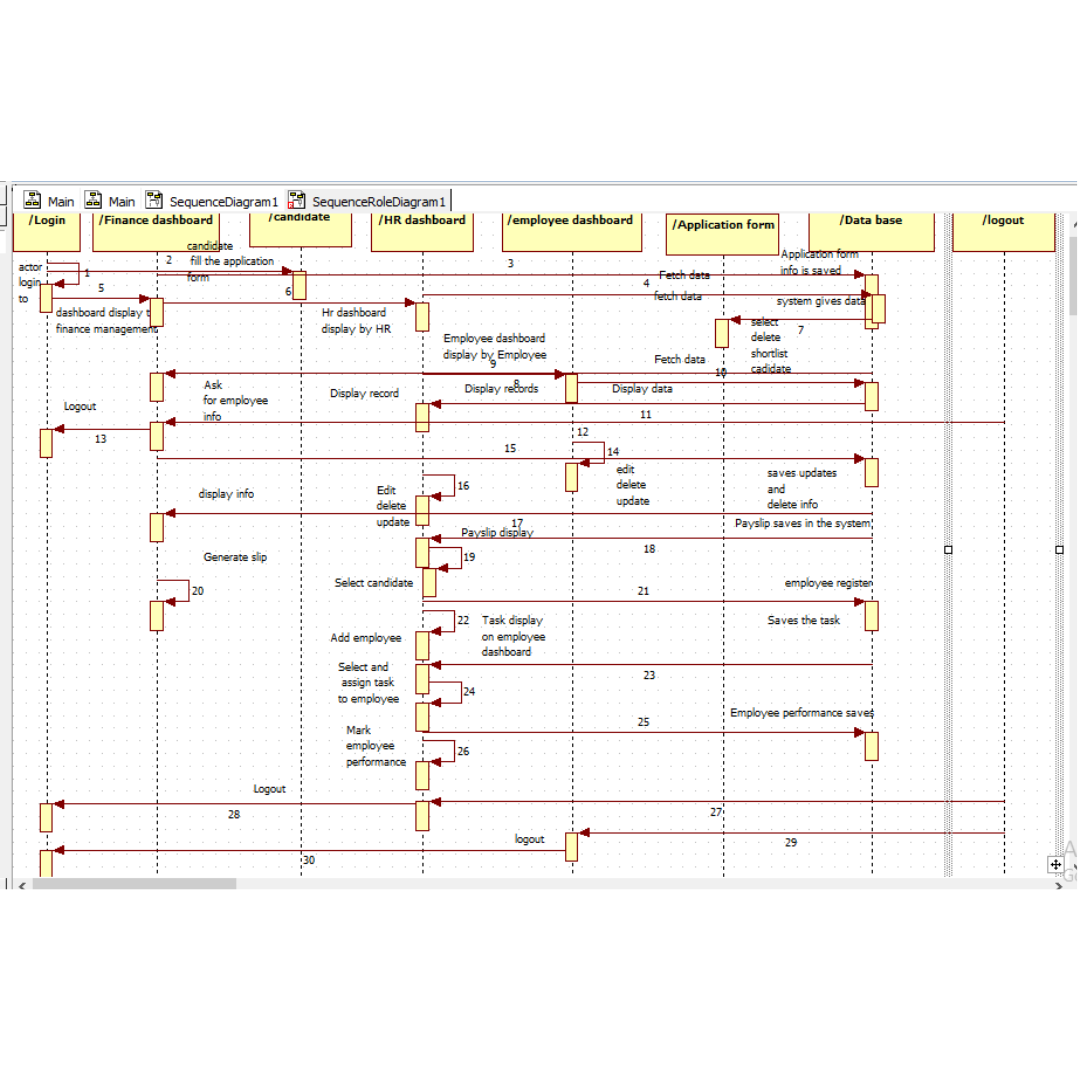 Main
Main
SequenceDiagram1
SequenceRoleDiagram1
/Login
/Finance dashboard
/candidate
/HR dashboard
/employee dashboard
/Application form
/Data base
/logout
candidate
fill the application
form
2
3
Application form
info is saved
actor
login
to
1
Fetch data
4
5
6
fetch data
system gives data
dashboard display t
finance management
Hr dashboard
display by HR
select
delete
shortlist
cadidate
7
Employee dashboard
display by Employee
9
Fetch data
10
8
Ask
for employee
info
Display record
Display records
Display data
Logout
11
13
12
15
14
edit
delete
update
saves updates
and
delete info
display info
Edit
delete
update
16
17
Payslip saves in the system
Payslip display
18
Generate slip
19
Select candidate
20
21
employee register
22
Task display
on employee
dashboard
Saves the task
Add employee
Select and
assign task
to employee
23
24
25
Employee performance saves
Mark
employee
performance
26
Logout
28
27
logout
29
30